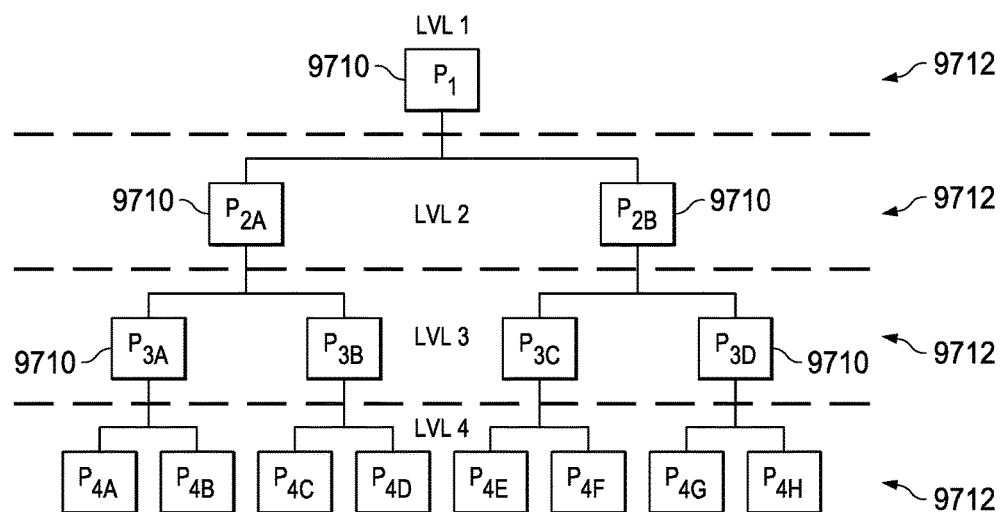 LVL 1
9710 P1 9712
9710 P2A LVL 2 P2B 9710 9712
9710 P3A P3B LVL 3 P3C P3D 9710 9712
LVL 4
P4A P4B P4C P4D P4E P4F P4G P4H 9712